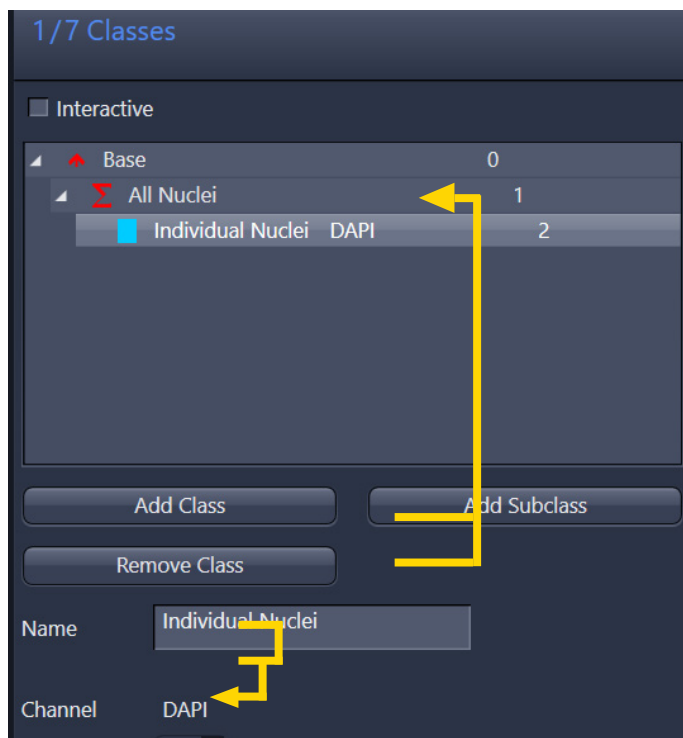 1/7 Classes
Interactive
Base 0
Σ All Nuclei 1
Individual Nuclei DAPI 2
Add Class Add Subclass
Remove Class
Name Individual Nuclei
Channel DAPI